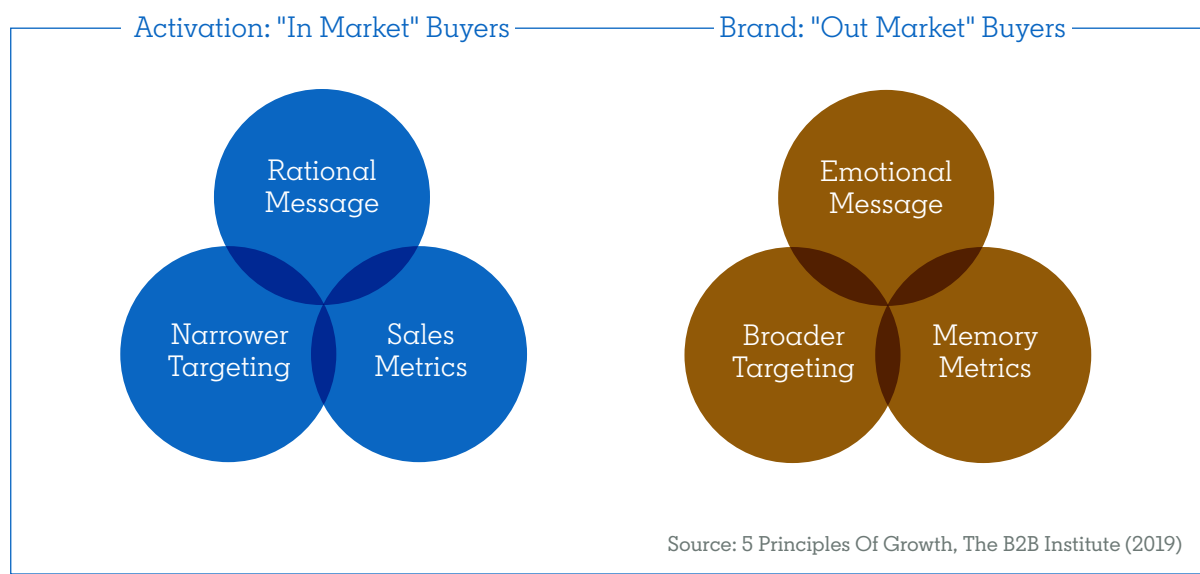 Activation: "In Market" Buyers
Brand: "Out Market" Buyers
Rational
Message
Narrower
Targeting
Sales
Metrics
Emotional
Message
Broader
Targeting
Memory
Metrics
Source: 5 Principles Of Growth, The B2B Institute (2019)